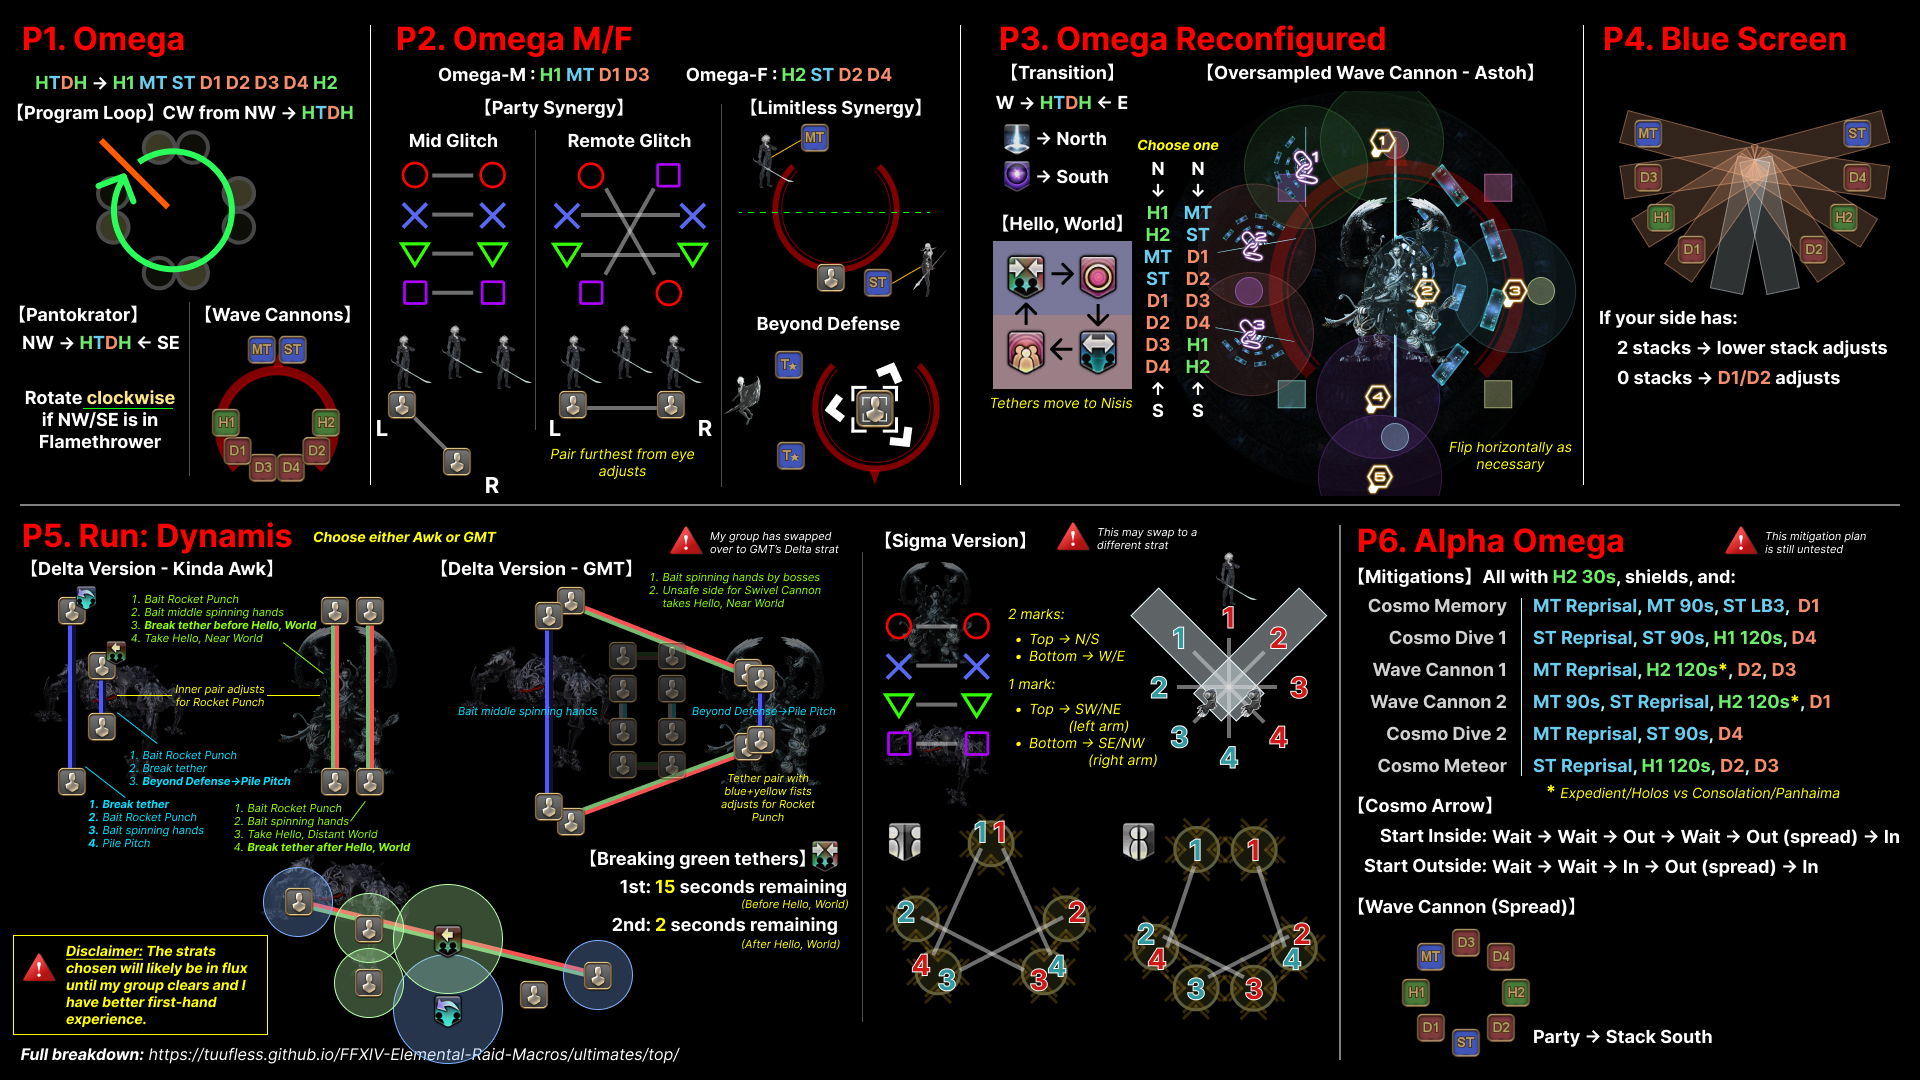 P1. Omega
HTDH → H1 MT ST D1 D2 D3 D4 H2
【Program Loop】CW from NW → HTDH
【Pantokrator】
NW → HTDH ← SE
Rotate clockwise
if NW/SE is in
Flamethrower
【Wave Cannons】
MT ST
H1 H2
D1 D2
D3 D4
P2. Omega M/F
Omega-M : H1 MT D1 D3
Omega-F : H2 ST D2 D4
【Party Synergy】
Mid Glitch
Remote Glitch
L
R
L
R
Pair furthest from eye
adjusts
【Limitless Synergy】
MT
ST
Beyond Defense
T★
T★
P3. Omega Reconfigured
【Transition】
W → HTDH ← E
→ North
→ South
【Hello, World】
Tethers move to Nisis
【Oversampled Wave Cannon - Astoh】
Choose one
N N
↓ ↓
H1 MT
H2 ST
MT D1
ST D2
D1 D3
D2 D4
D3 H1
D4 H2
↑ ↑
S S
1
1
2
2
3
3
4
5
Flip horizontally as
necessary
P4. Blue Screen
MT ST
D3 D4
H1 H2
D1 D2
If your side has:
2 stacks → lower stack adjusts
0 stacks → D1/D2 adjusts
P5. Run: Dynamis
Choose either Awk or GMT
My group has swapped
over to GMT's Delta strat
【Delta Version - Kinda Awk】
1. Bait Rocket Punch
2. Bait middle spinning hands
3. Break tether before Hello, World
4. Take Hello, Near World
Inner pair adjusts
for Rocket Punch
1. Bait Rocket Punch
2. Break tether
3. Beyond Defense→Pile Pitch
1. Break tether
2. Bait Rocket Punch
3. Bait spinning hands
4. Pile Pitch
1. Bait Rocket Punch
2. Bait spinning hands
3. Take Hello, Distant World
4. Break tether after Hello, World
【Delta Version - GMT】
1. Bait spinning hands by bosses
2. Unsafe side for Swivel Cannon
takes Hello, Near World
Bait middle spinning hands
Beyond Defense→Pile Pitch
Tether pair with
blue+yellow fists
adjusts for Rocket
Punch
【Breaking green tethers】
1st: 15 seconds remaining
(Before Hello, World)
2nd: 2 seconds remaining
(After Hello, World)
Disclaimer: The strats
chosen will likely be in flux
until my group clears and I
have better first-hand
experience.
Full breakdown: https://tuufless.github.io/FFXIV-Elemental-Raid-Macros/ultimates/top/
【Sigma Version】
This may swap to a
different strat
2 marks:
• Top → N/S
• Bottom → W/E
1 mark:
• Top → SW/NE
(left arm)
• Bottom → SE/NW
(right arm)
1
1 2
2 3
3 4
4
1 1
2 2
4 3 3 4
1 1
2 2
4 4
3 3
P6. Alpha Omega
This mitigation plan
is still untested
【Mitigations】All with H2 30s, shields, and:
Cosmo Memory MT Reprisal, MT 90s, ST LB3, D1
Cosmo Dive 1 ST Reprisal, ST 90s, H1 120s, D4
Wave Cannon 1 MT Reprisal, H2 120s*, D2, D3
Wave Cannon 2 MT 90s, ST Reprisal, H2 120s*, D1
Cosmo Dive 2 MT Reprisal, ST 90s, D4
Cosmo Meteor ST Reprisal, H1 120s, D2, D3
* Expedient/Holos vs Consolation/Panhaima
【Cosmo Arrow】
Start Inside: Wait → Wait → Out → Wait → Out (spread) → In
Start Outside: Wait → Wait → In → Out (spread) → In
【Wave Cannon (Spread)】
D3
MT D4
H1 H2
D1 D2
ST
Party → Stack South